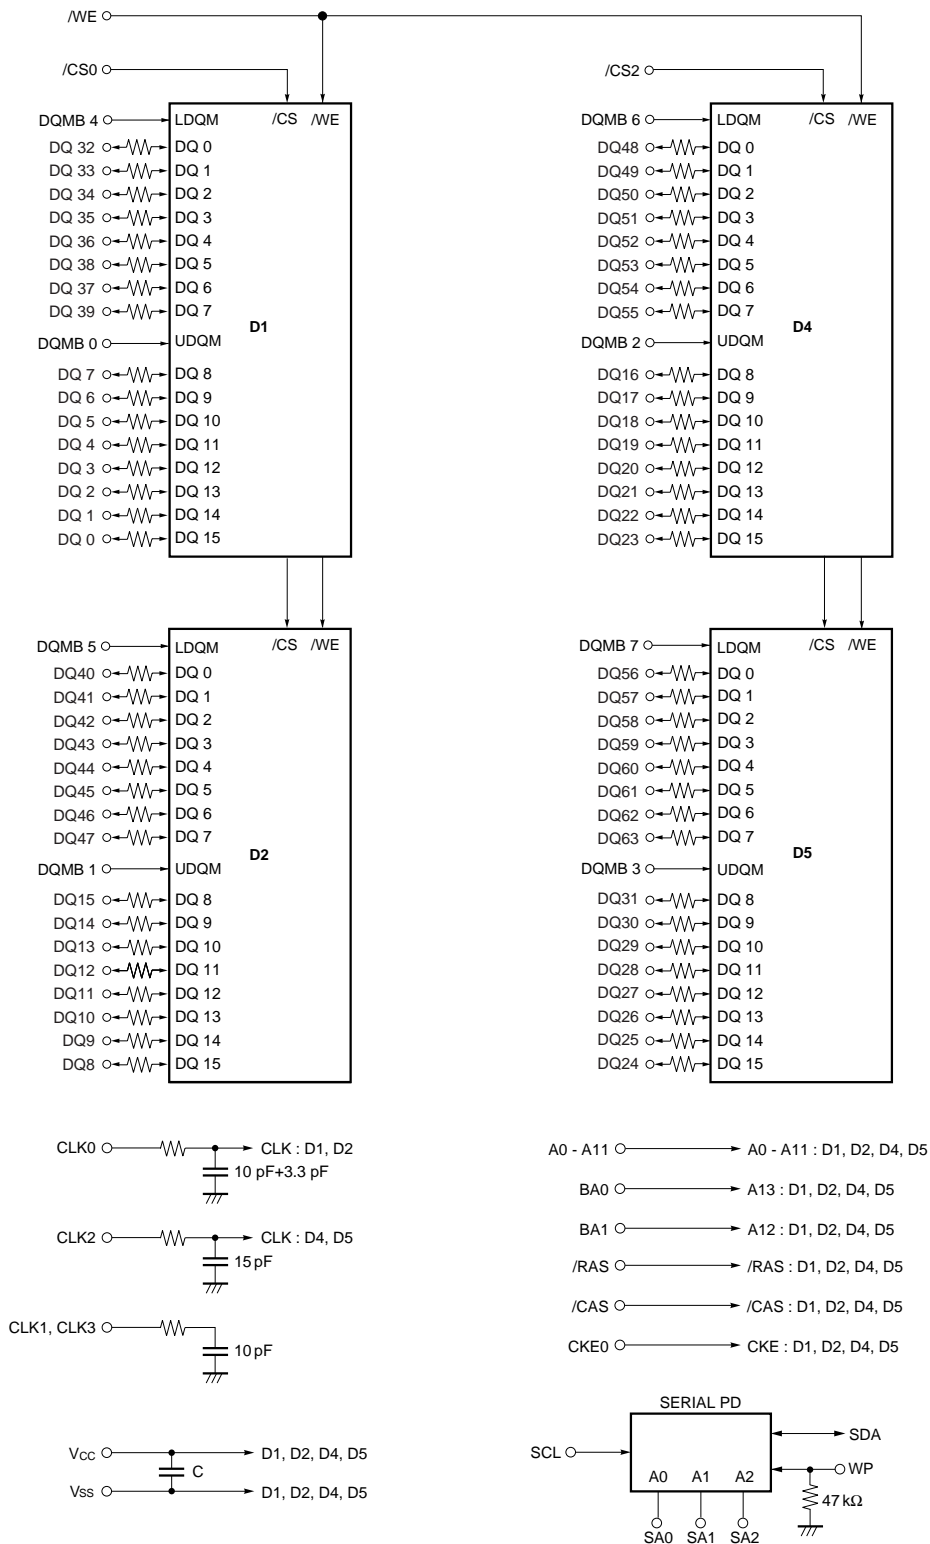 /WE
/CS0
/CS2
DQMB 4 LDQM /CS /WE
DQ 32 DQ 0
DQ 33 DQ 1
DQ 34 DQ 2
DQ 35 DQ 3
DQ 36 DQ 4
DQ 38 DQ 5
DQ 37 DQ 6
DQ 39 DQ 7
D1
DQMB 0 UDQM
DQ 7 DQ 8
DQ 6 DQ 9
DQ 5 DQ 10
DQ 4 DQ 11
DQ 3 DQ 12
DQ 2 DQ 13
DQ 1 DQ 14
DQ 0 DQ 15
DQMB 6 LDQM /CS /WE
DQ48 DQ 0
DQ49 DQ 1
DQ50 DQ 2
DQ51 DQ 3
DQ52 DQ 4
DQ53 DQ 5
DQ54 DQ 6
DQ55 DQ 7
D4
DQMB 2 UDQM
DQ16 DQ 8
DQ17 DQ 9
DQ18 DQ 10
DQ19 DQ 11
DQ20 DQ 12
DQ21 DQ 13
DQ22 DQ 14
DQ23 DQ 15
DQMB 5 LDQM /CS /WE
DQ40 DQ 0
DQ41 DQ 1
DQ42 DQ 2
DQ43 DQ 3
DQ44 DQ 4
DQ45 DQ 5
DQ46 DQ 6
DQ47 DQ 7
D2
DQMB 1 UDQM
DQ15 DQ 8
DQ14 DQ 9
DQ13 DQ 10
DQ12 DQ 11
DQ11 DQ 12
DQ10 DQ 13
DQ9 DQ 14
DQ8 DQ 15
DQMB 7 LDQM /CS /WE
DQ56 DQ 0
DQ57 DQ 1
DQ58 DQ 2
DQ59 DQ 3
DQ60 DQ 4
DQ61 DQ 5
DQ62 DQ 6
DQ63 DQ 7
D5
DQMB 3 UDQM
DQ31 DQ 8
DQ30 DQ 9
DQ29 DQ 10
DQ28 DQ 11
DQ27 DQ 12
DQ26 DQ 13
DQ25 DQ 14
DQ24 DQ 15
CLK0 CLK : D1, D2
10 pF+3.3 pF
CLK2 CLK : D4, D5
15 pF
CLK1, CLK3
10 pF
VCC D1, D2, D4, D5
C
VSS D1, D2, D4, D5
A0 - A11 A0 - A11 : D1, D2, D4, D5
BA0 A13 : D1, D2, D4, D5
BA1 A12 : D1, D2, D4, D5
/RAS /RAS : D1, D2, D4, D5
/CAS /CAS : D1, D2, D4, D5
CKE0 CKE : D1, D2, D4, D5
SERIAL PD
SDA
SCL
WP
A0 A1 A2
47 kΩ
SA0 SA1 SA2